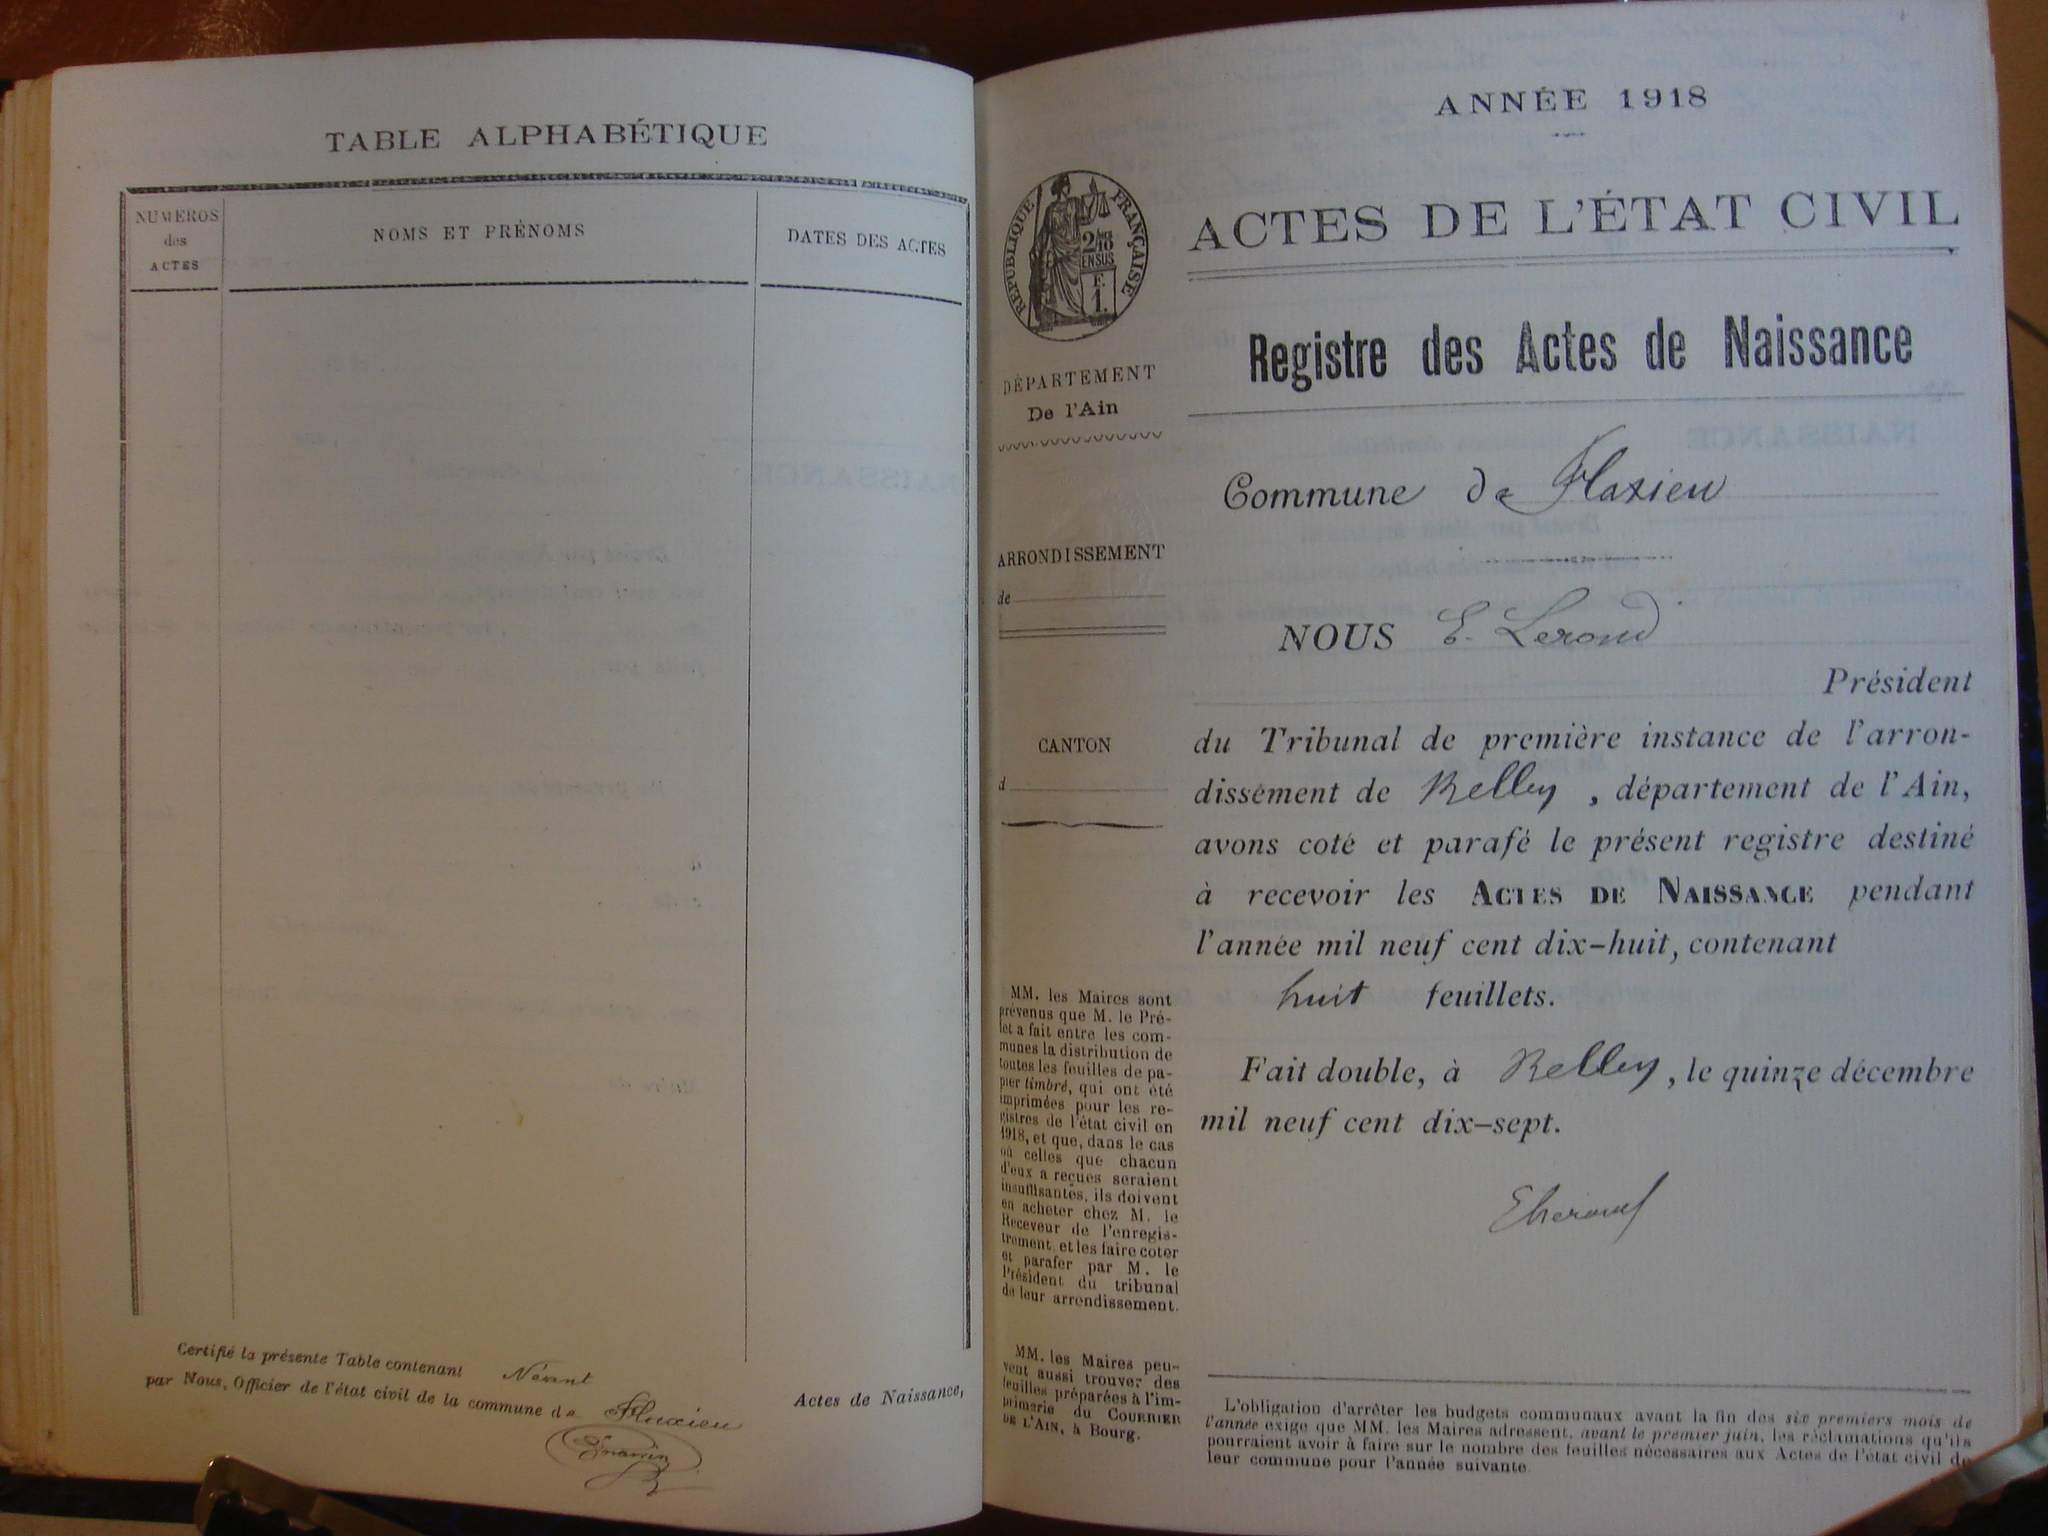 TABLE ALPHABÉTIQUE
NUMÉROS
des
ACTES
NOMS ET PRÉNOMS
DATES DES ACTES
Certifié la présente Table contenant Néant Actes de Naissance,
par Nous, Officier de l'état civil de la commune de Flaxieu
ANNÉE 1918
RÉPUBLIQUE FRANÇAISE
2/10
EN SUS
F.
1.
ACTES DE L'ÉTAT CIVIL
Registre des Actes de Naissance
DÉPARTEMENT
De l'Ain
ARRONDISSEMENT
de
CANTON
d
Commune de Flaxieu
NOUS E. Lerond
Président
du Tribunal de première instance de l'arron-
dissement de Belley, département de l'Ain,
avons coté et parafé le présent registre destiné
à recevoir les ACTES DE NAISSANCE pendant
l'année mil neuf cent dix-huit, contenant
huit feuillets.
Fait double, à Belley, le quinze décembre
mil neuf cent dix-sept.
MM. les Maires sont
prévenus que M. le Pré-
fet a fait entre les com-
munes la distribution de
toutes les feuilles de pa-
pier timbré, qui ont été
imprimées pour les re-
gistres de l'état civil en
1918, et que, dans le cas
où celles que chacun
d'eux a reçues seraient
insuffisantes, ils doivent
en acheter chez M. le
Receveur de l'enregis-
trement, et les faire coter
et parafer par M. le
Président du tribunal
de leur arrondissement.
MM. les Maires peu-
vent aussi trouver des
feuilles préparées à l'im-
primerie du COURRIER
DE L'AIN, à Bourg.
L'obligation d'arrêter les budgets communaux avant la fin des six premiers mois de
l'année exige que MM. les Maires adressent, avant le premier juin, les réclamations qu'ils
pourraient avoir à faire sur le nombre des feuilles nécessaires aux Actes de l'état civil de
leur commune pour l'année suivante.